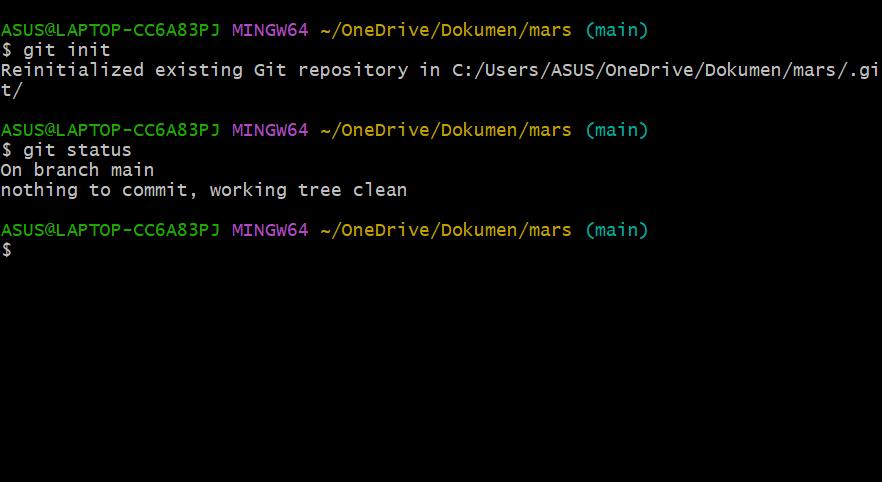 ASUS@LAPTOP-CC6A83PJ MINGW64 ~/OneDrive/Dokumen/mars (main)
$ git init
Reinitialized existing Git repository in C:/Users/ASUS/OneDrive/Dokumen/mars/.gi
t/
ASUS@LAPTOP-CC6A83PJ MINGW64 ~/OneDrive/Dokumen/mars (main)
$ git status
On branch main
nothing to commit, working tree clean
ASUS@LAPTOP-CC6A83PJ MINGW64 ~/OneDrive/Dokumen/mars (main)
$